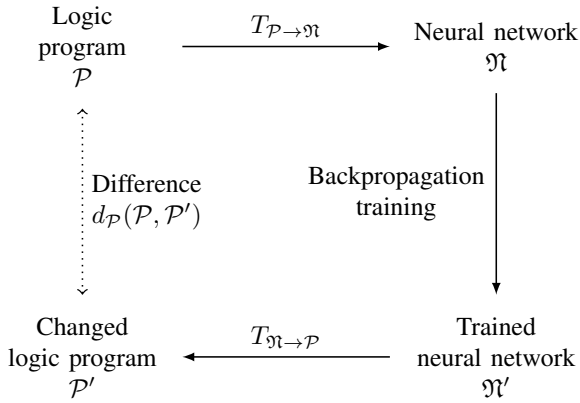 Logic
program
𝒫
T𝒫→𝔑
Neural network
𝔑
Difference
d𝒫(𝒫, 𝒫′)
Backpropagation
training
Changed
logic program
𝒫′
T𝔑→𝒫
Trained
neural network
𝔑′